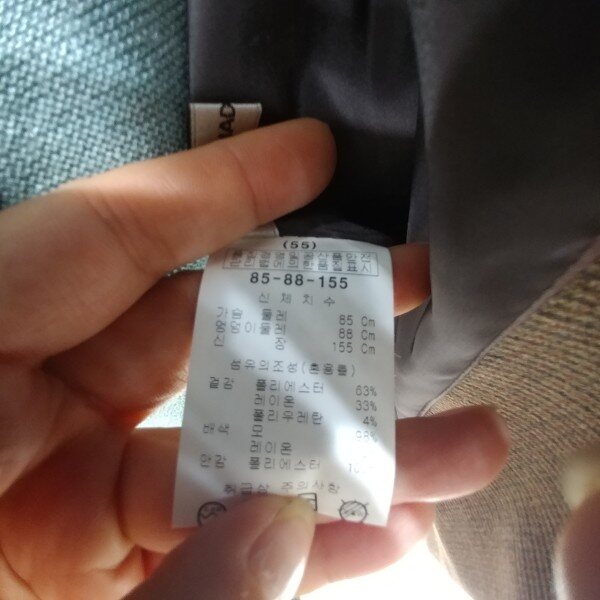 (55)
85-88-155
신체치수
가슴둘레 85 Cm
엉덩이둘레 88 Cm
신장 155 Cm
섬유의조성(혼용률)
겉감 폴리에스터 63%
레이온 33%
폴리우레탄 4%
배색 모 98%
레이온
안감 폴리에스터
취급상 주의사항